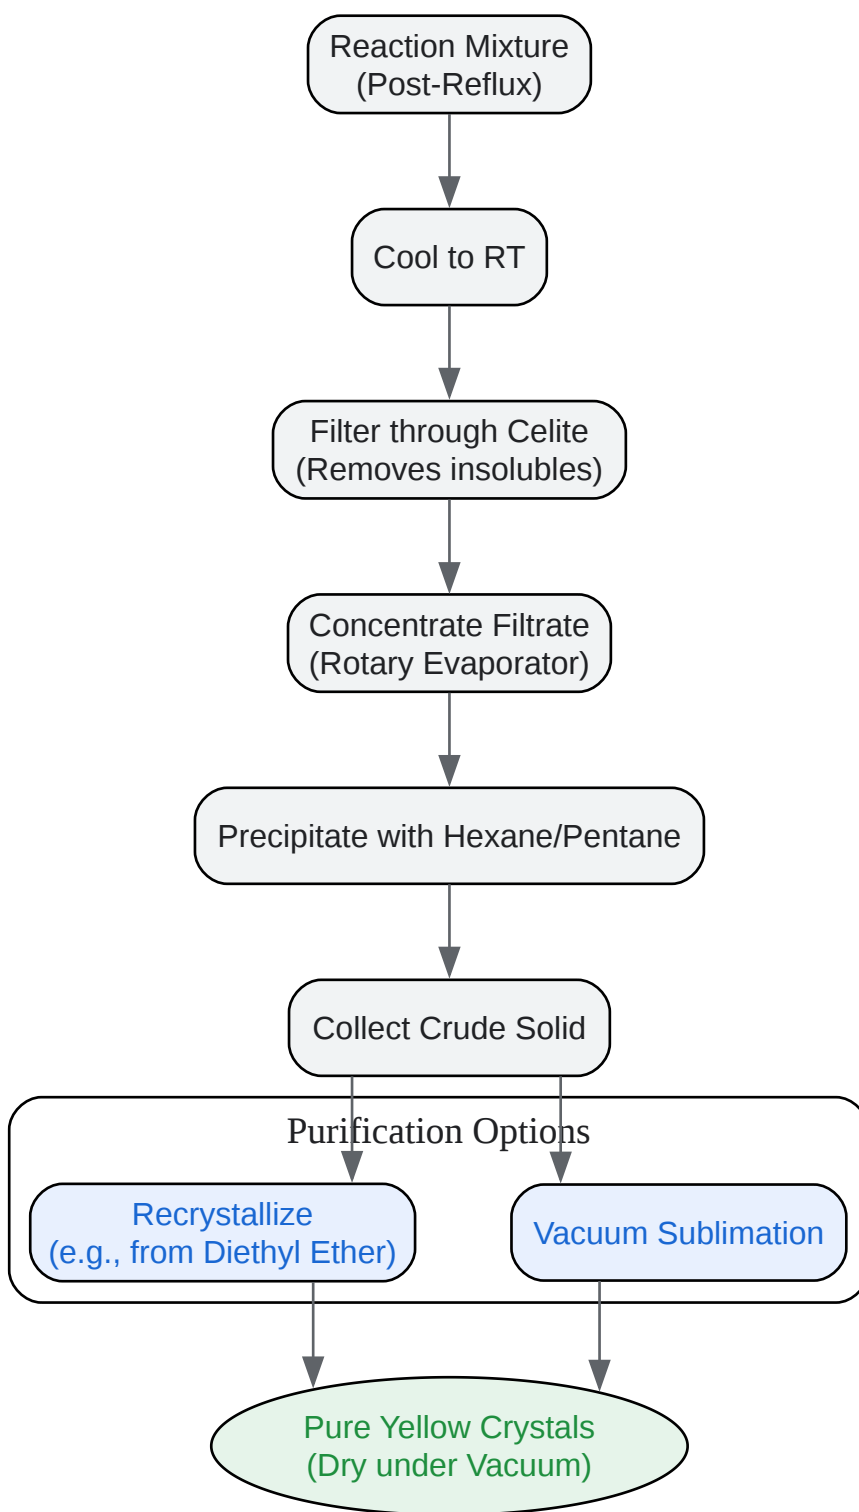 Reaction Mixture
(Post-Reflux)
Cool to RT
Filter through Celite
(Removes insolubles)
Concentrate Filtrate
(Rotary Evaporator)
Precipitate with Hexane/Pentane
Collect Crude Solid
Purification Options
Recrystallize
(e.g., from Diethyl Ether)
Vacuum Sublimation
Pure Yellow Crystals
(Dry under Vacuum)